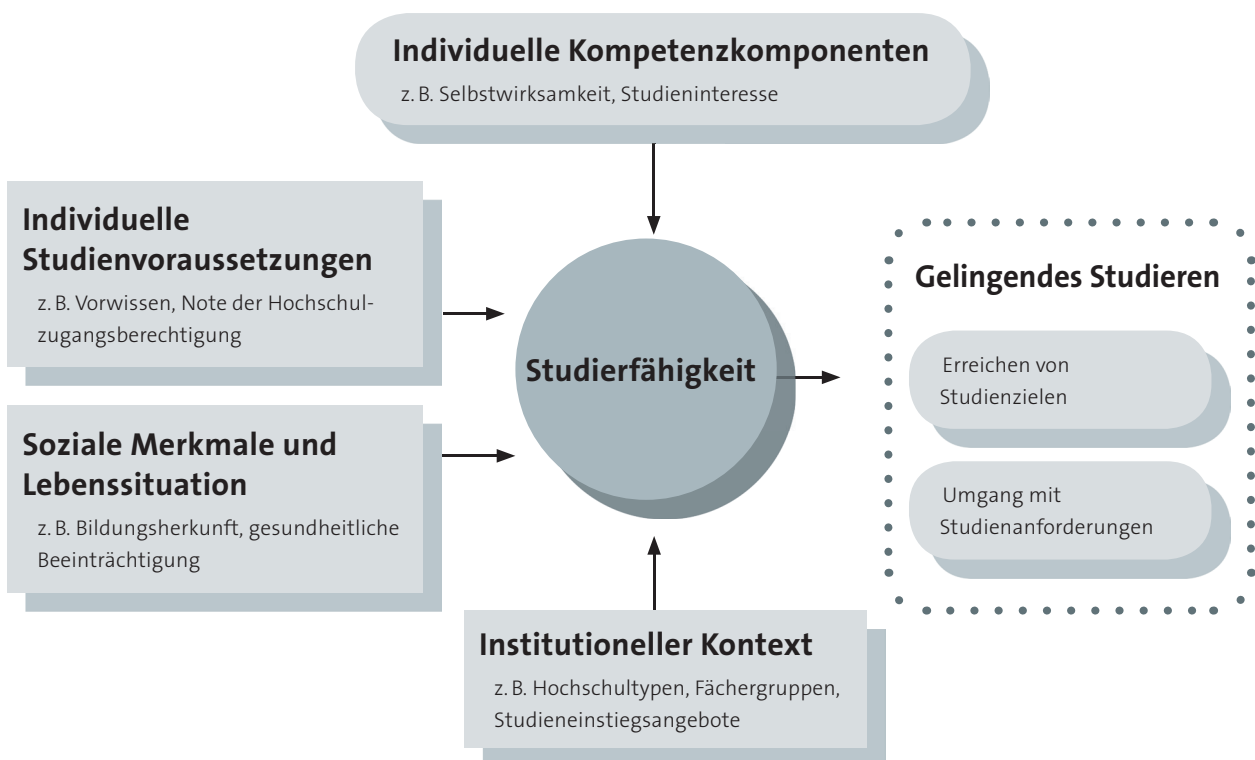 Individuelle Kompetenzkomponenten
z. B. Selbstwirksamkeit, Studieninteresse
Individuelle
Studienvoraussetzungen
z. B. Vorwissen, Note der Hochschul-
zugangsberechtigung
Soziale Merkmale und
Lebenssituation
z. B. Bildungsherkunft, gesundheitliche
Beeinträchtigung
Studierfähigkeit
Institutioneller Kontext
z. B. Hochschultypen, Fächergruppen,
Studieneinstiegsangebote
Gelingendes Studieren
Erreichen von
Studienzielen
Umgang mit
Studienanforderungen